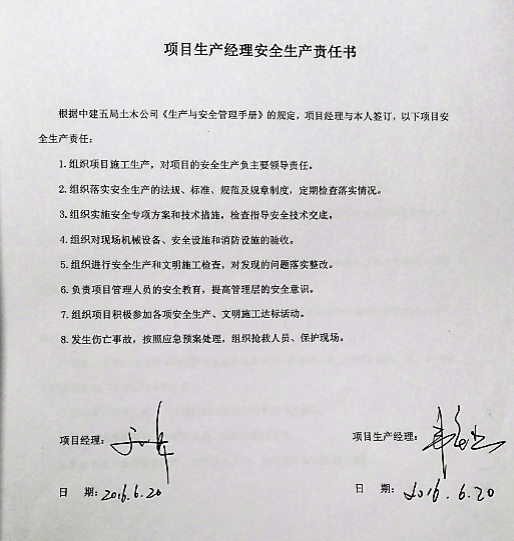 项目生产经理安全生产责任书
根据中建五局土木公司《生产与安全管理手册》的规定，项目经理与本人签订，以下项目安
全生产责任：
1.组织项目施工生产，对项目的安全生产负主要领导责任。
2.组织落实安全生产的法规、标准、规范及规章制度，定期检查落实情况。
3.组织实施安全专项方案和技术措施，检查指导安全技术交底。
4.组织对现场机械设备、安全设施和消防设施的验收。
5.组织进行安全生产和文明施工检查，对发现的问题落实整改。
6.负责项目管理人员的安全教育，提高管理层的安全意识。
7.组织项目积极参加各项安全生产、文明施工达标活动。
8.发生伤亡事故，按照应急预案处理，组织抢救人员、保护现场。
项目经理： 项目生产经理：
日 期：2016.6.20 日 期：2016.6.20